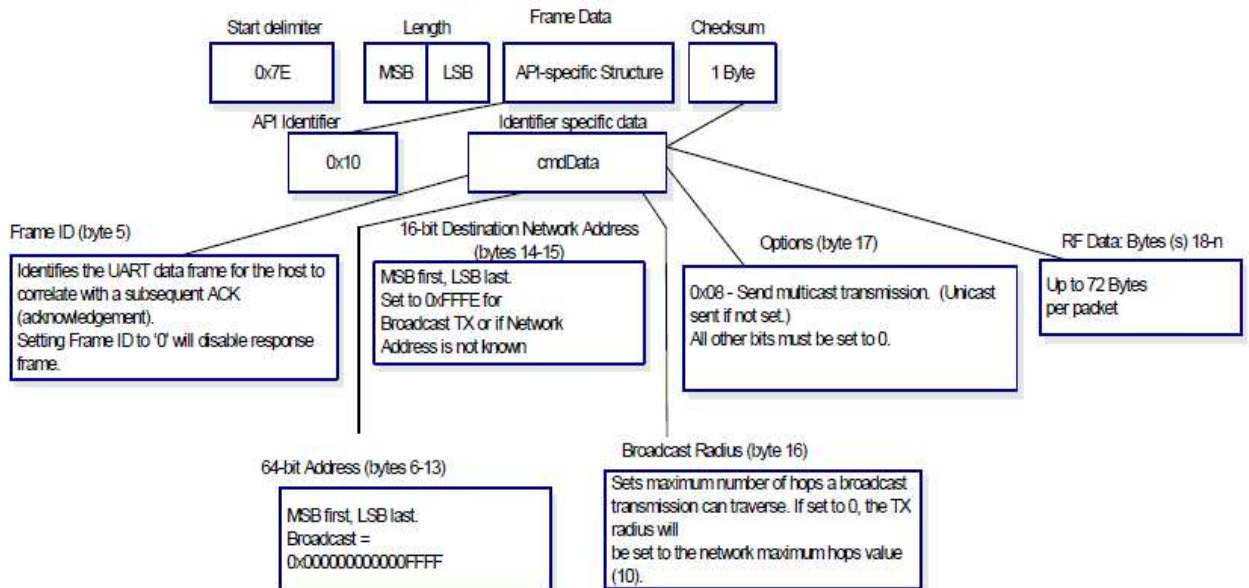 Start delimiter
Length
Frame Data
Checksum
0x7E
MSB
LSB
API-specific Structure
1 Byte
API Identifier
Identifier specific data
0x10
cmdData
Frame ID (byte 5)
Identifies the UART data frame for the host to
correlate with a subsequent ACK
(acknowledgement).
Setting Frame ID to '0' will disable response
frame.
16-bit Destination Network Address
(bytes 14-15)
MSB first, LSB last.
Set to 0xFFFE for
Broadcast TX or if Network
Address is not known
Options (byte 17)
0x08 - Send multicast transmission. (Unicast
sent if not set.)
All other bits must be set to 0.
RF Data: Bytes (s) 18-n
Up to 72 Bytes
per packet
64-bit Address (bytes 6-13)
MSB first, LSB last.
Broadcast =
0x000000000000FFFF
Broadcast Radius (byte 16)
Sets maximum number of hops a broadcast
transmission can traverse. If set to 0, the TX
radius will
be set to the network maximum hops value
(10).